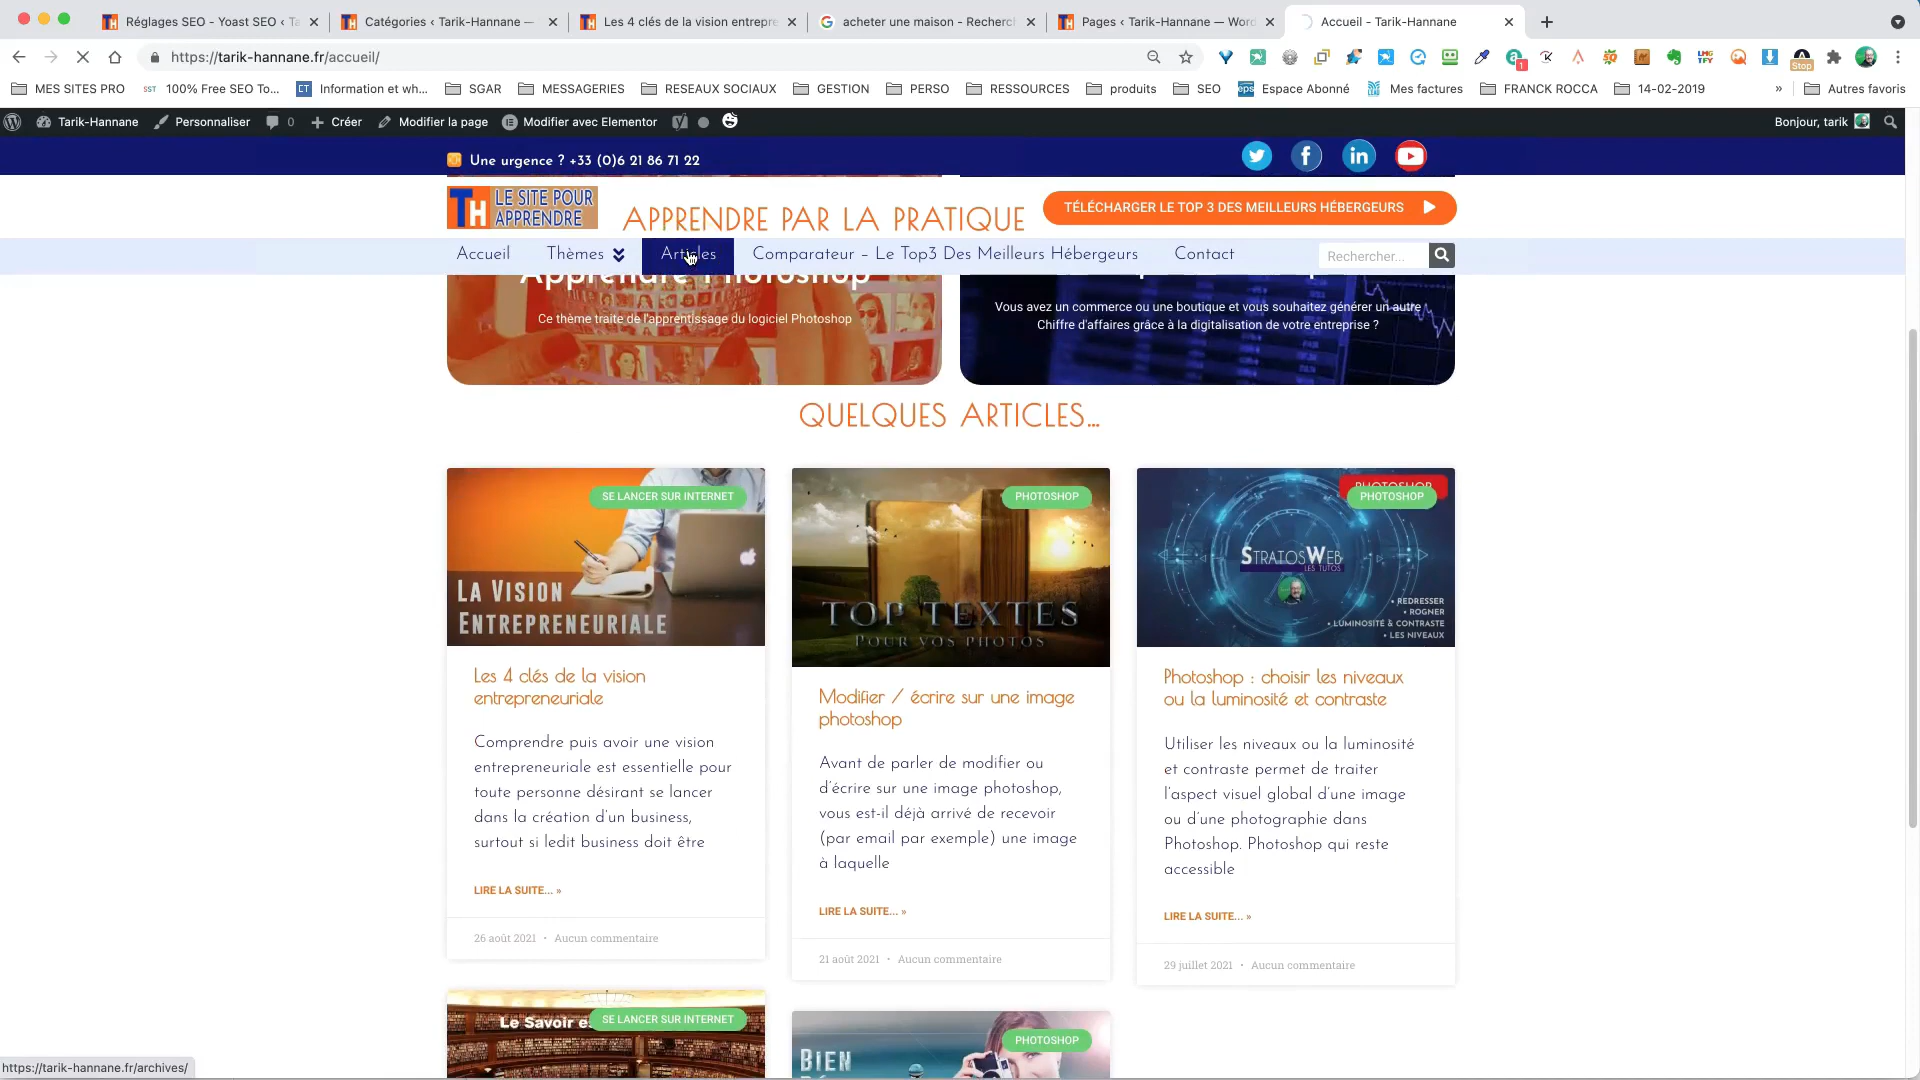 Réglages SEO - Yoast SEO ‹ Ta
Catégories ‹ Tarik-Hannane —
Les 4 clés de la vision entrepre
acheter une maison - Recherc
Pages ‹ Tarik-Hannane — Word
Accueil - Tarik-Hannane
https://tarik-hannane.fr/accueil/
MES SITES PRO
SST 100% Free SEO To...
CT Information et wh...
SGAR
MESSAGERIES
RESEAUX SOCIAUX
GESTION
PERSO
RESSOURCES
produits
SEO
eps Espace Abonné
Mes factures
FRANCK ROCCA
14-02-2019
»
Autres favoris
Tarik-Hannane
Personnaliser
0
Créer
Modifier la page
Modifier avec Elementor
Bonjour, tarik
Une urgence ? +33 (0)6 21 86 71 22
TH LE SITE POUR
APPRENDRE
APPRENDRE PAR LA PRATIQUE
TÉLÉCHARGER LE TOP 3 DES MEILLEURS HÉBERGEURS
Accueil
Thèmes
Articles
Comparateur – Le Top3 Des Meilleurs Hébergeurs
Contact
Rechercher...
Apprendre Photoshop
Ce thème traite de l'apprentissage du logiciel Photoshop
Vous avez un commerce ou une boutique et vous souhaitez générer un autre
Chiffre d'affaires grâce à la digitalisation de votre entreprise ?
QUELQUES ARTICLES...
SE LANCER SUR INTERNET
LA VISION
ENTREPRENEURIALE
Les 4 clés de la vision
entrepreneuriale
Comprendre puis avoir une vision
entrepreneuriale est essentielle pour
toute personne désirant se lancer
dans la création d'un business,
surtout si ledit business doit être
LIRE LA SUITE... »
26 août 2021 • Aucun commentaire
PHOTOSHOP
TOP TEXTES
POUR VOS PHOTOS
Modifier / écrire sur une image
photoshop
Avant de parler de modifier ou
d'écrire sur une image photoshop,
vous est-il déjà arrivé de recevoir
(par email par exemple) une image
à laquelle
LIRE LA SUITE... »
21 août 2021 • Aucun commentaire
PHOTOSHOP
PHOTOSHOP
STRATOSWEB
LES TUTOS
• REDRESSER
• ROGNER
• LUMINOSITÉ & CONTRASTE
• LES NIVEAUX
Photoshop : choisir les niveaux
ou la luminosité et contraste
Utiliser les niveaux ou la luminosité
et contraste permet de traiter
l'aspect visuel global d'une image
ou d'une photographie dans
Photoshop. Photoshop qui reste
accessible
LIRE LA SUITE... »
29 juillet 2021 • Aucun commentaire
Le Savoir e
SE LANCER SUR INTERNET
PHOTOSHOP
BIEN
https://tarik-hannane.fr/archives/